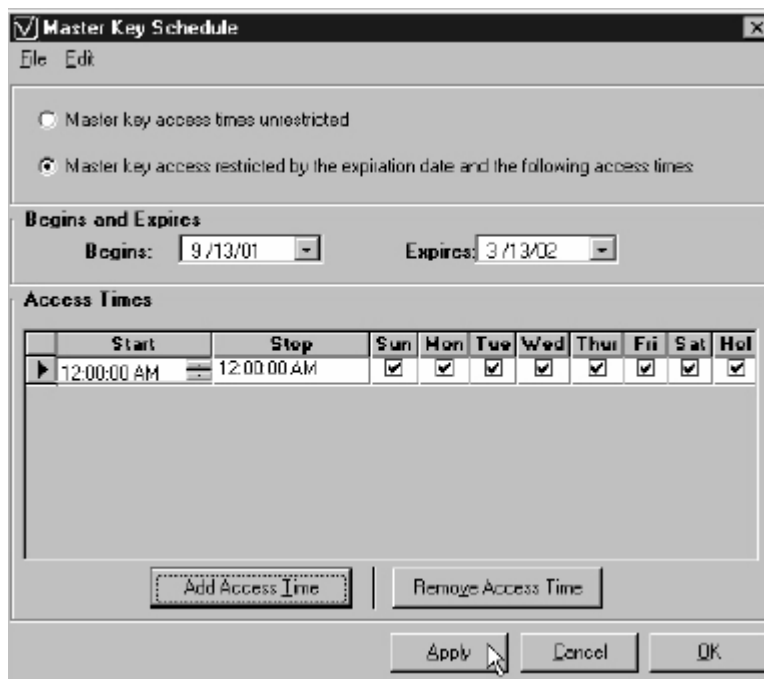 Master Key Schedule
File Edit
Master key access times unrestricted
Master key access restricted by the expiration date and the following access times
Begins and Expires
Begins: 9 /13/01 Expires: 3 /13/02
Access Times
Start Stop Sun Mon Tue Wed Thur Fri Sat Hol
12:00:00 AM 12:00:00 AM
Add Access Time Remove Access Time
Apply Cancel OK